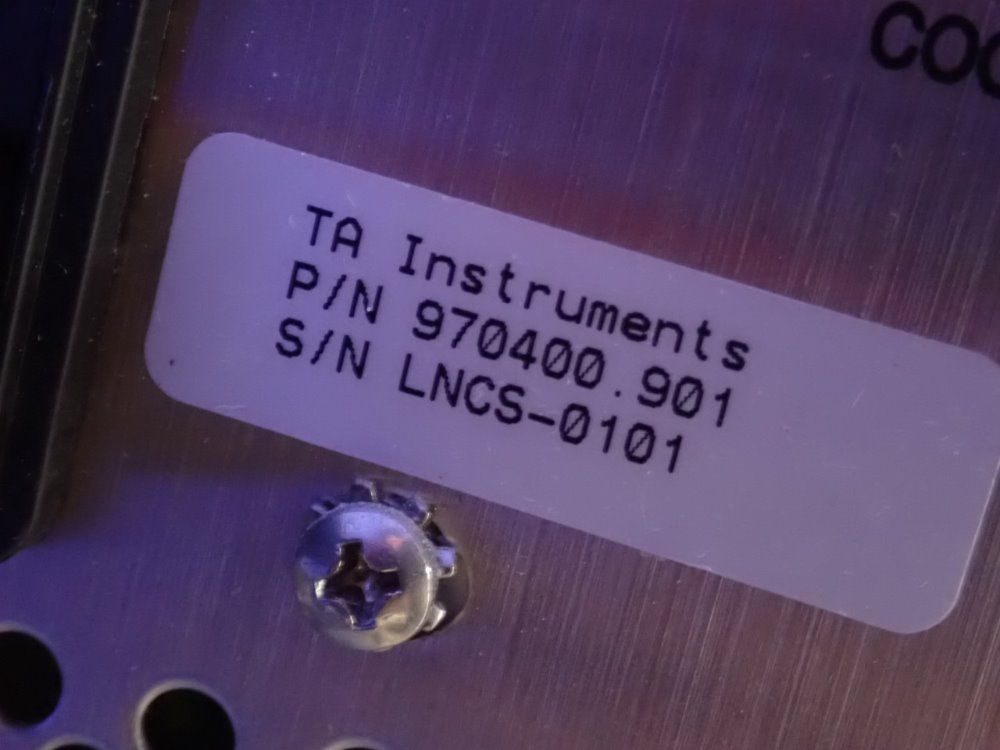 TA Instruments
P/N 970400.901
S/N LNCS-0101